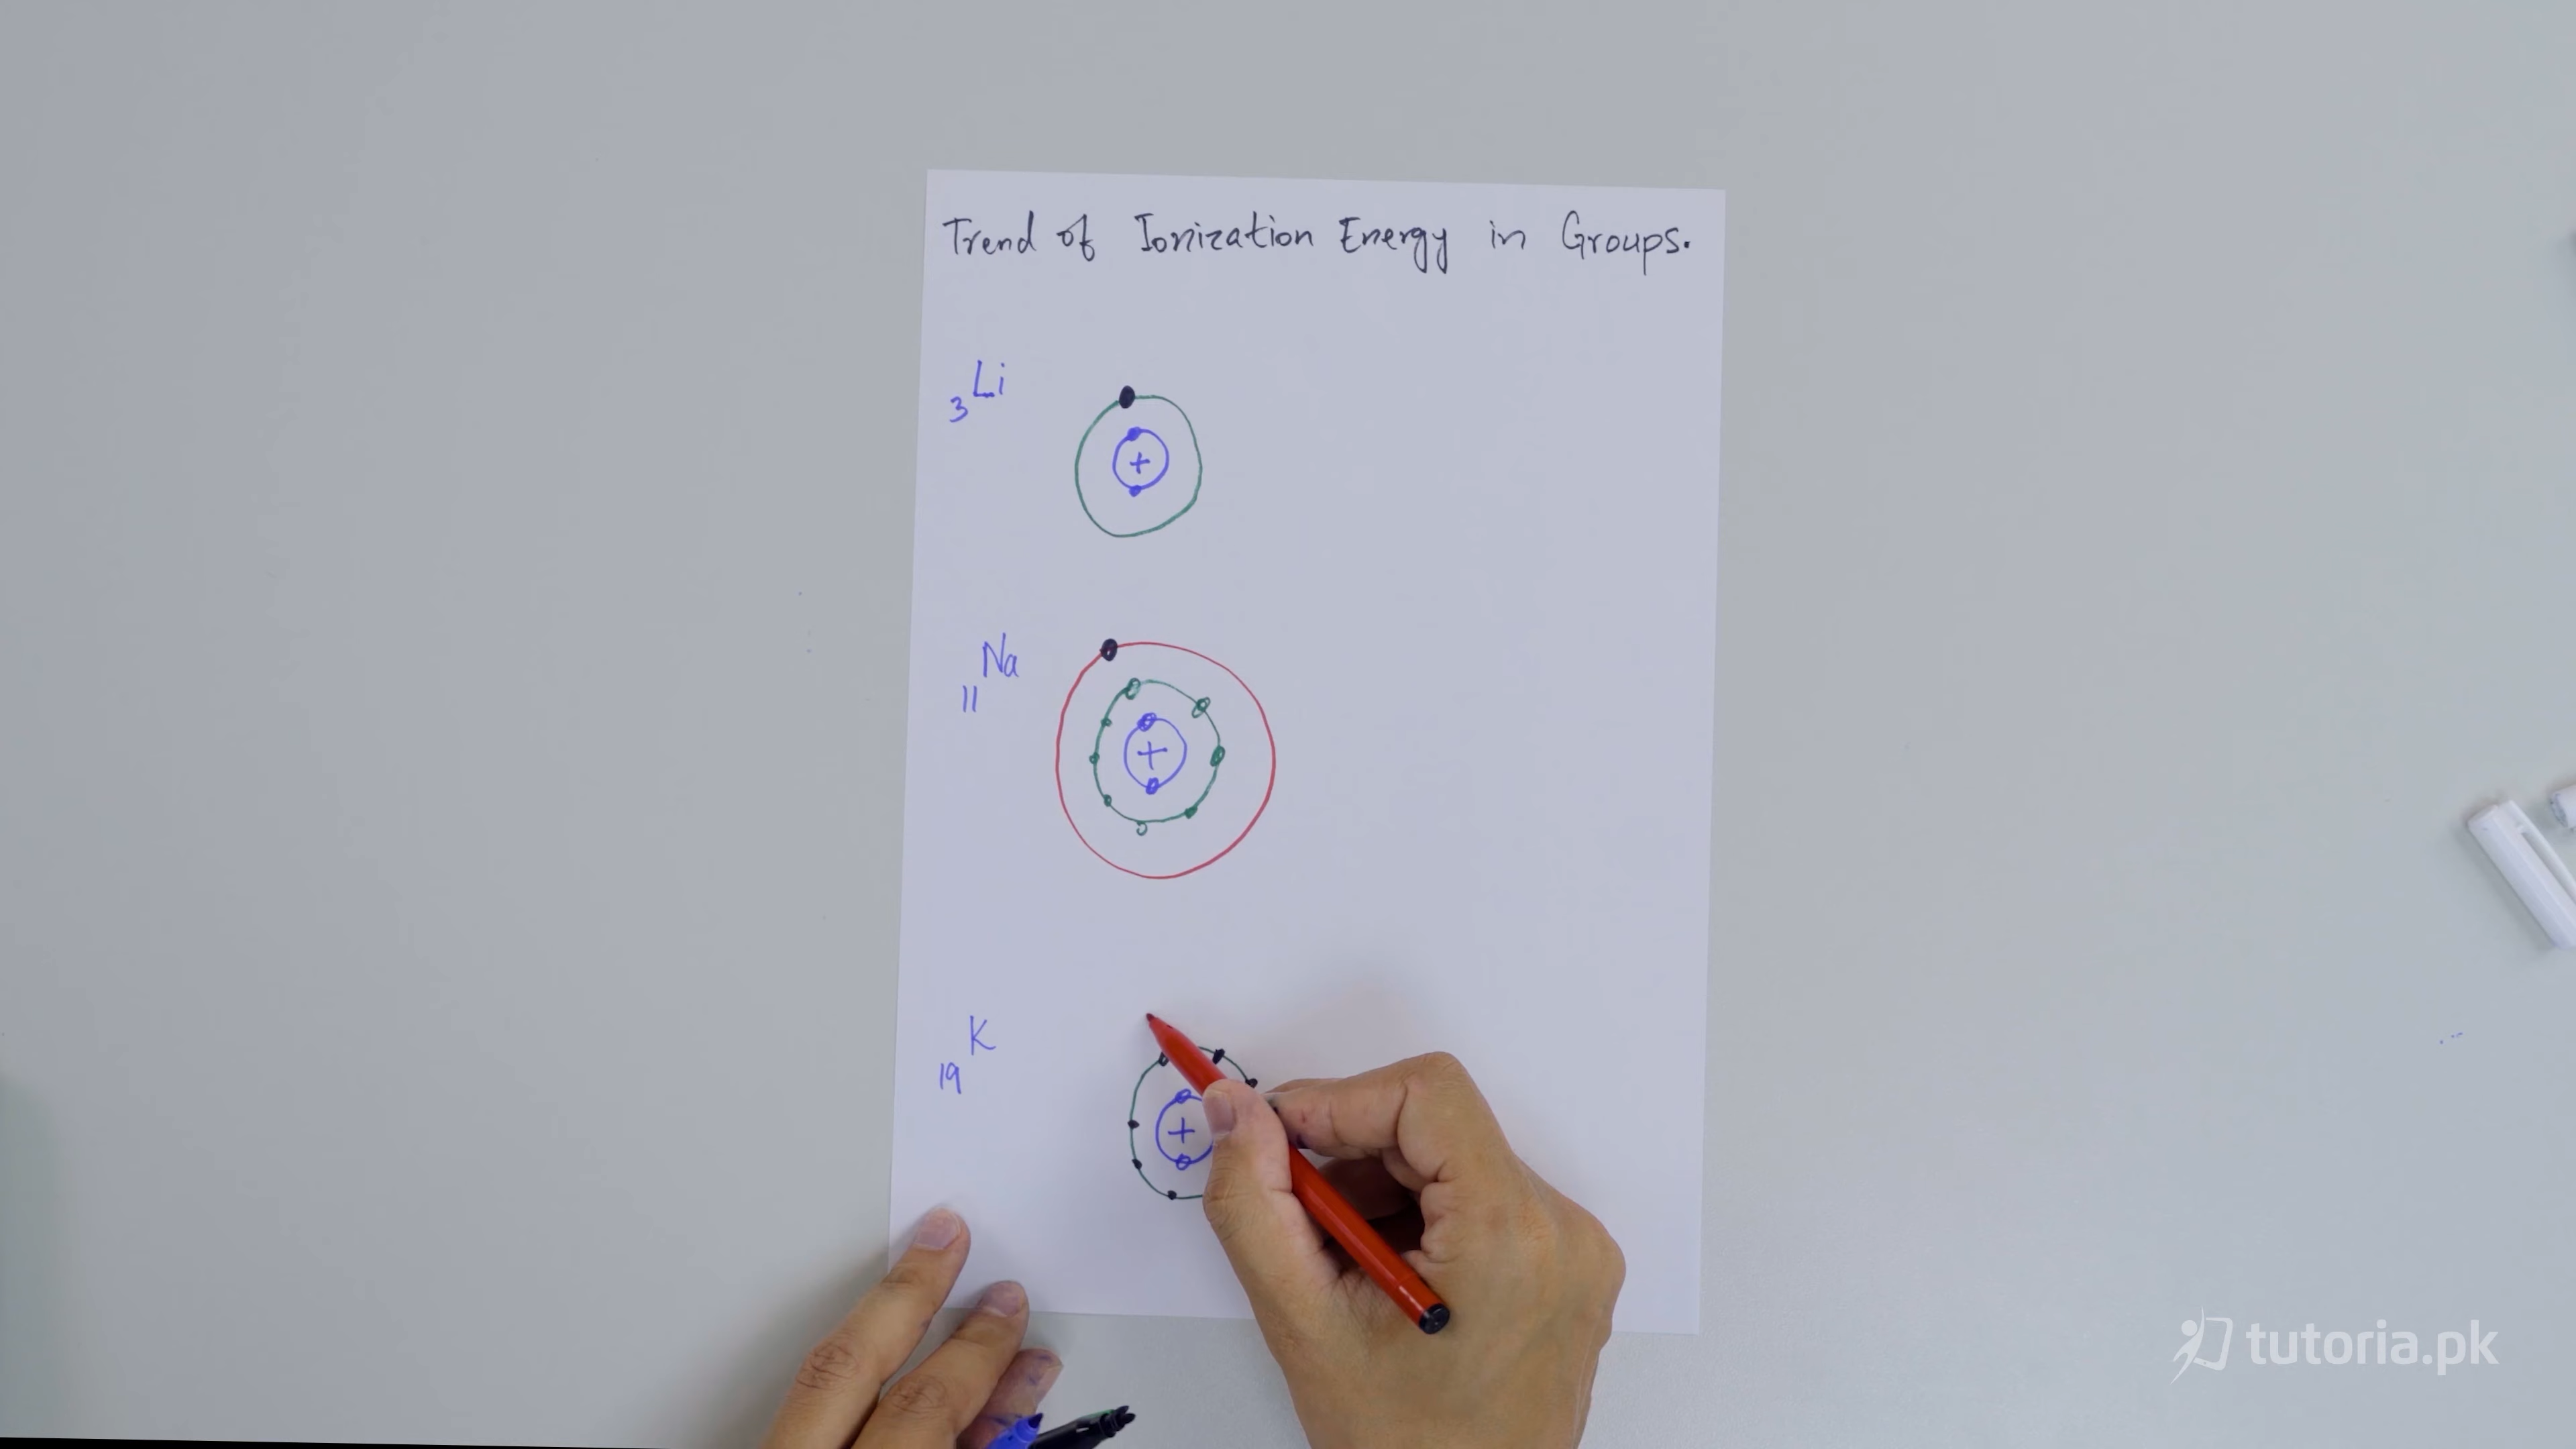 Trend of Ionization Energy in Groups.
3Li
+
11Na
+
19K
+
tutoria.pk